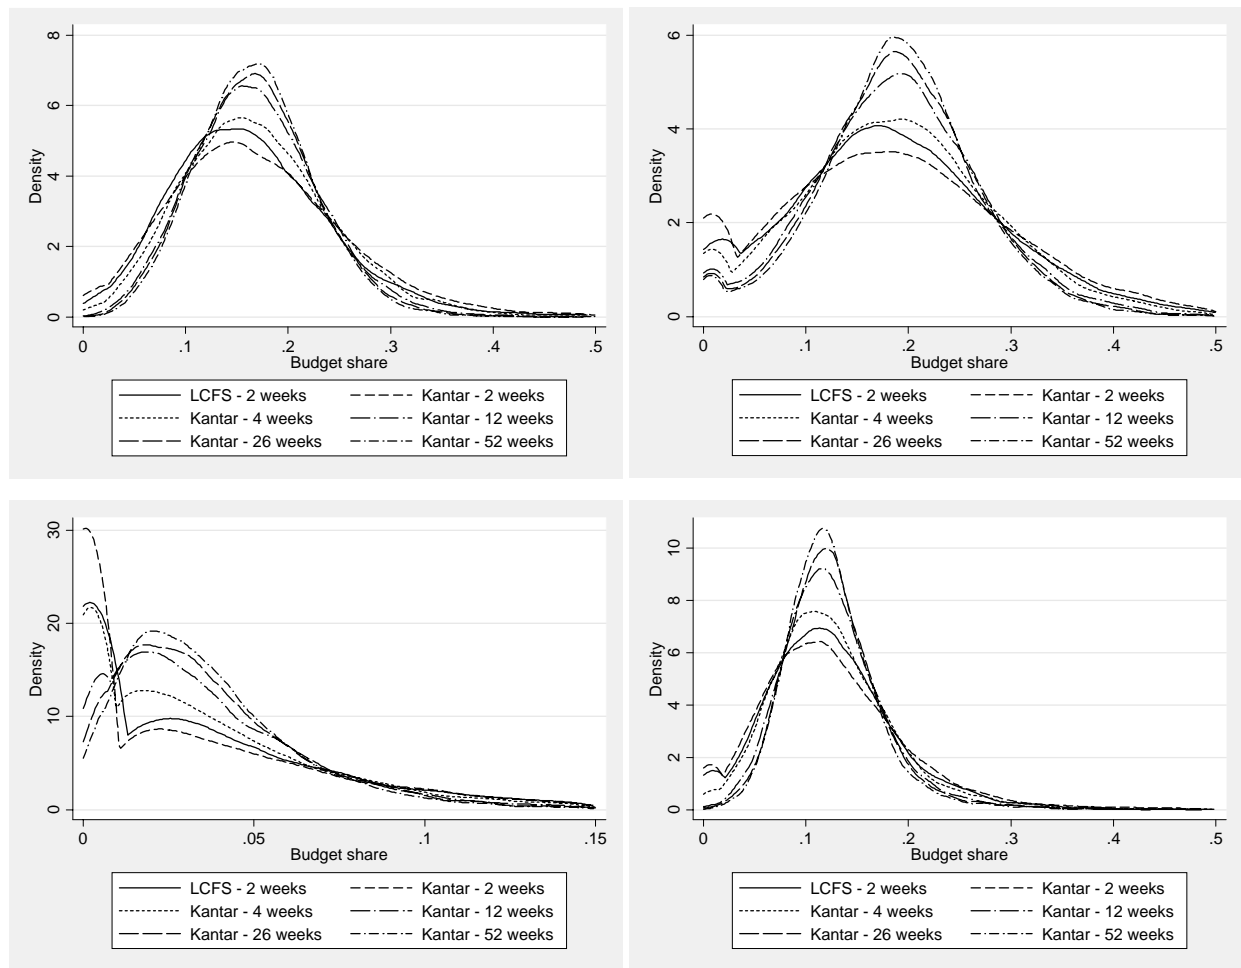 8
6
4
2
0
Density
0 .1 .2 .3 .4 .5
Budget share
LCFS - 2 weeks Kantar - 2 weeks
Kantar - 4 weeks Kantar - 12 weeks
Kantar - 26 weeks Kantar - 52 weeks
6
4
2
0
Density
0 .1 .2 .3 .4 .5
Budget share
LCFS - 2 weeks Kantar - 2 weeks
Kantar - 4 weeks Kantar - 12 weeks
Kantar - 26 weeks Kantar - 52 weeks
30
20
10
0
Density
0 .05 .1 .15
Budget share
LCFS - 2 weeks Kantar - 2 weeks
Kantar - 4 weeks Kantar - 12 weeks
Kantar - 26 weeks Kantar - 52 weeks
10
8
6
4
2
0
Density
0 .1 .2 .3 .4 .5
Budget share
LCFS - 2 weeks Kantar - 2 weeks
Kantar - 4 weeks Kantar - 12 weeks
Kantar - 26 weeks Kantar - 52 weeks